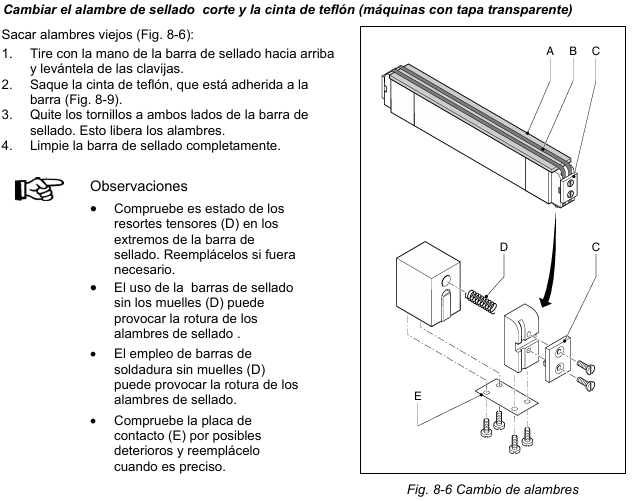 Cambiar el alambre de sellado corte y la cinta de teflón (máquinas con tapa transparente)
Sacar alambres viejos (Fig. 8-6):
1. Tire con la mano de la barra de sellado hacia arriba
y levántela de las clavijas.
2. Saque la cinta de teflón, que está adherida a la
barra (Fig. 8-9).
3. Quite los tornillos a ambos lados de la barra de
sellado. Esto libera los alambres.
4. Limpie la barra de sellado completamente.
Observaciones
• Compruebe es estado de los
resortes tensores (D) en los
extremos de la barra de
sellado. Reemplácelos si fuera
necesario.
• El uso de la barras de sellado
sin los muelles (D) puede
provocar la rotura de los
alambres de sellado .
• El empleo de barras de
soldadura sin muelles (D)
puede provocar la rotura de los
alambres de sellado.
• Compruebe la placa de
contacto (E) por posibles
deterioros y reemplácelo
cuando es preciso.
A B C
D C
E
Fig. 8-6 Cambio de alambres